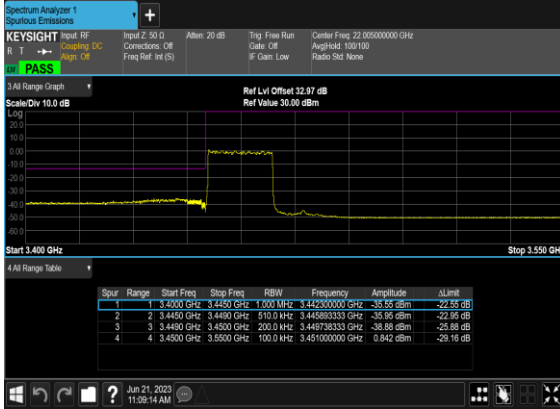 Spectrum Analyzer 1
Spurious Emissions
KEYSIGHT Input: RF Input Z: 50 Ω Atten: 20 dB Trig: Free Run Center Freq: 22.005000000 GHz
R T Coupling: DC Corrections: Off Gate: Off Avg|Hold: 100/100
Align: Off Freq Ref: Int (S) IF Gain: Low Radio Std: None
PASS
3 All Range Graph
Ref Lvl Offset 32.97 dB
Scale/Div 10.0 dB Ref Value 30.00 dBm
Log
20.0
10.0
0.00
-10.0
-20.0
-30.0
-40.0
-50.0
-60.0
Start 3.400 GHz Stop 3.550 GH
4 All Range Table
Spur Range Start Freq Stop Freq RBW Frequency Amplitude ΔLimit
1 1 3.4000 GHz 3.4450 GHz 1.000 MHz 3.442300000 GHz -35.55 dBm -22.55 dB
2 2 3.4450 GHz 3.4490 GHz 510.0 kHz 3.445893333 GHz -35.95 dBm -22.95 dB
3 3 3.4490 GHz 3.4500 GHz 200.0 kHz 3.449738333 GHz -38.88 dBm -25.88 dB
4 4 3.4500 GHz 3.5500 GHz 100.0 kHz 3.451000000 GHz 0.842 dBm -29.16 dB
Jun 21, 2023
11:09:14 AM